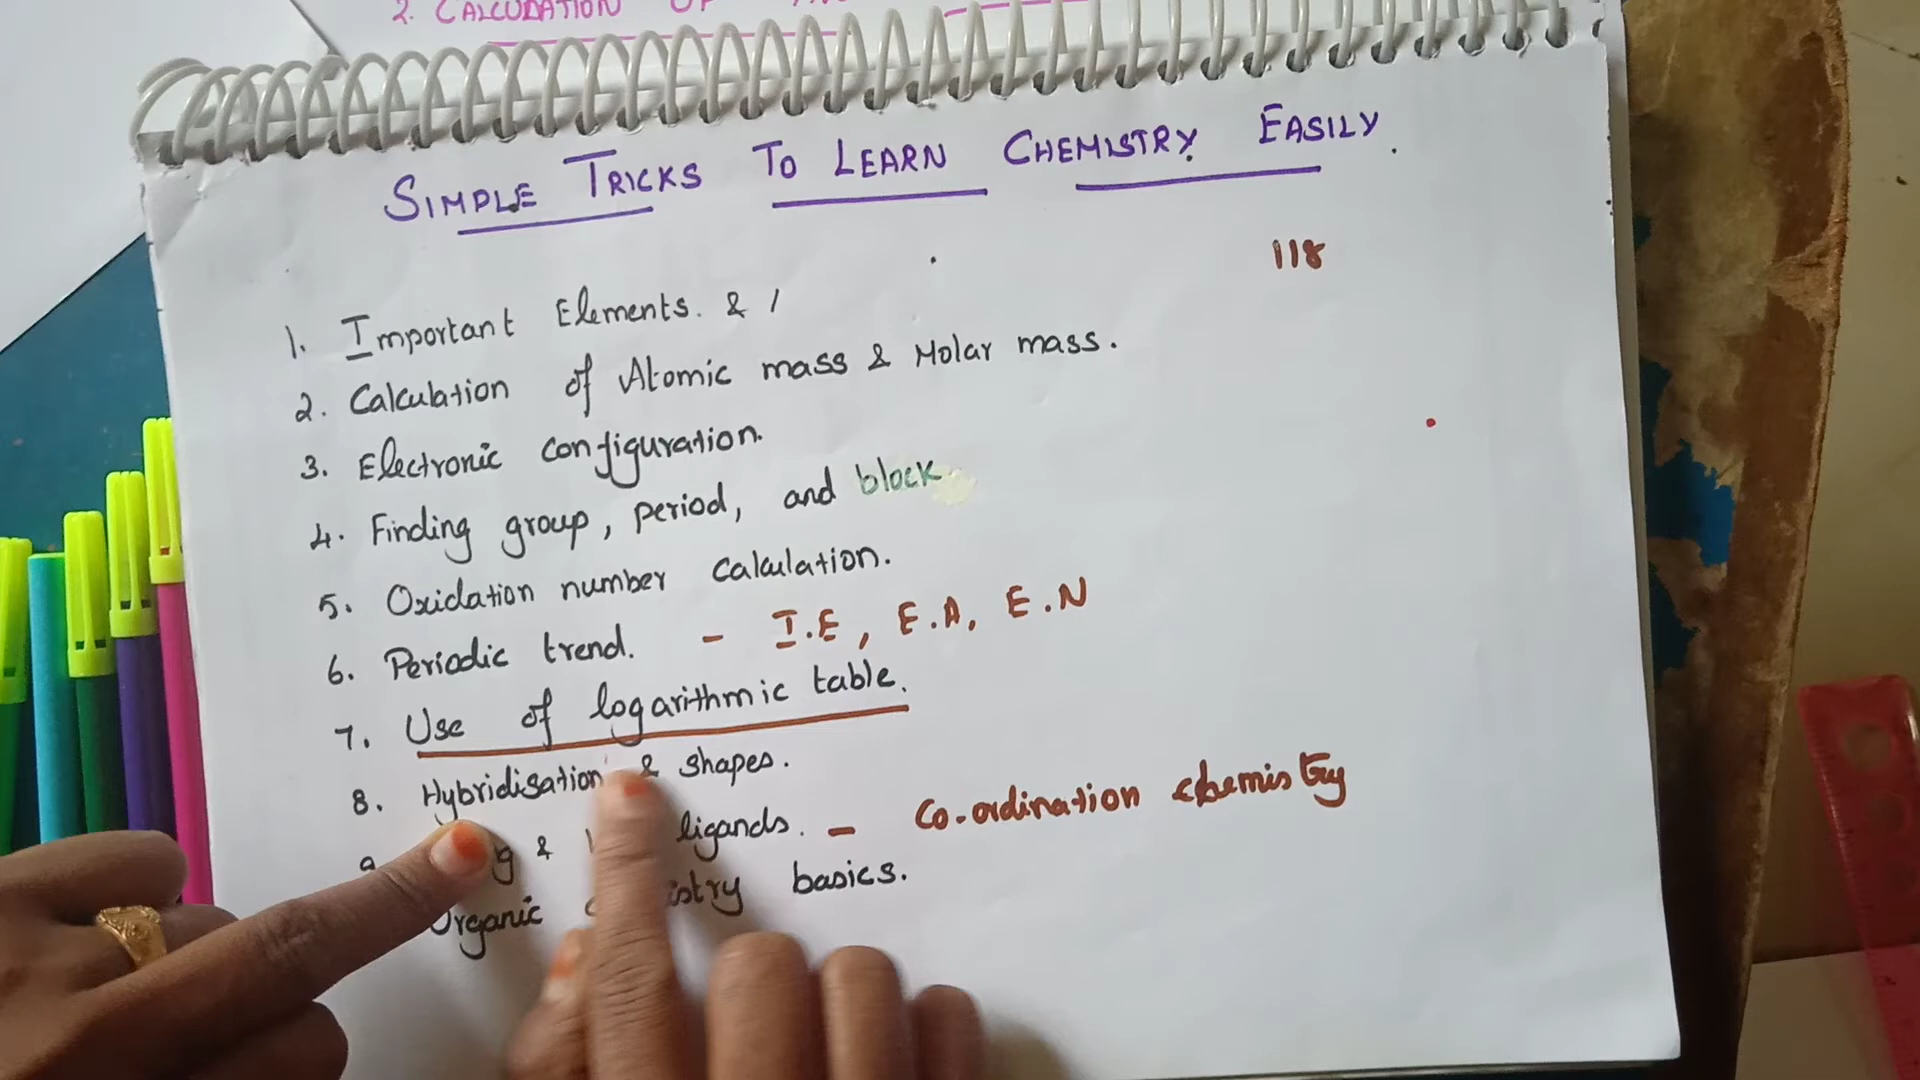 2. CALCULATION OF
SIMPLE TRICKS TO LEARN CHEMISTRY EASILY.
118
1. Important Elements. & /
2. Calculation of Atomic mass & Molar mass.
3. Electronic configuration.
4. Finding group, period, and block
5. Oxidation number calculation.
6. Periodic trend. - I.E, E.A, E.N
7. Use of logarithmic table.
8. Hybridisation & shapes.
9. & ligands. - Co-ordination chemistry
Organic basics.